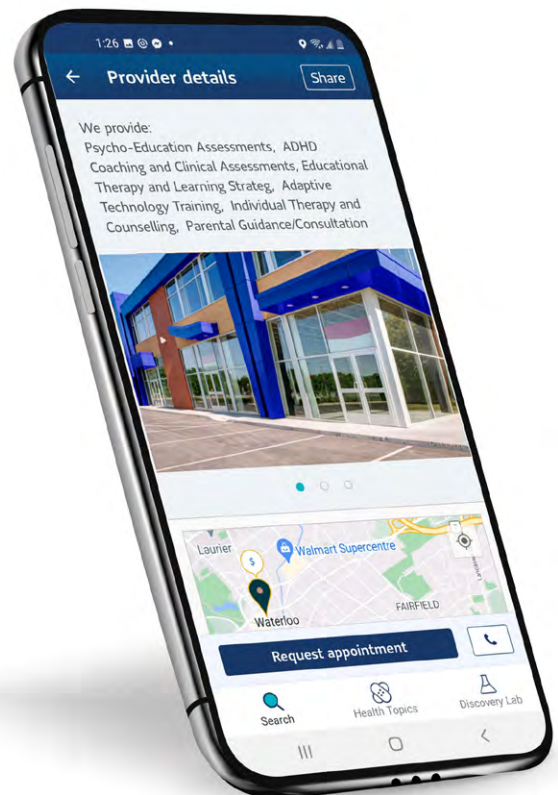 1:26
Provider details
Share
We provide:
Psycho-Education Assessments, ADHD
Coaching and Clinical Assessments, Educational
Therapy and Learning Strateg, Adaptive
Technology Training, Individual Therapy and
Counselling, Parental Guidance/Consultation
Laurier
$
Walmart Supercentre
FAIRFIELD
Waterloo
Request appointment
Search
Health Topics
Discovery Lab